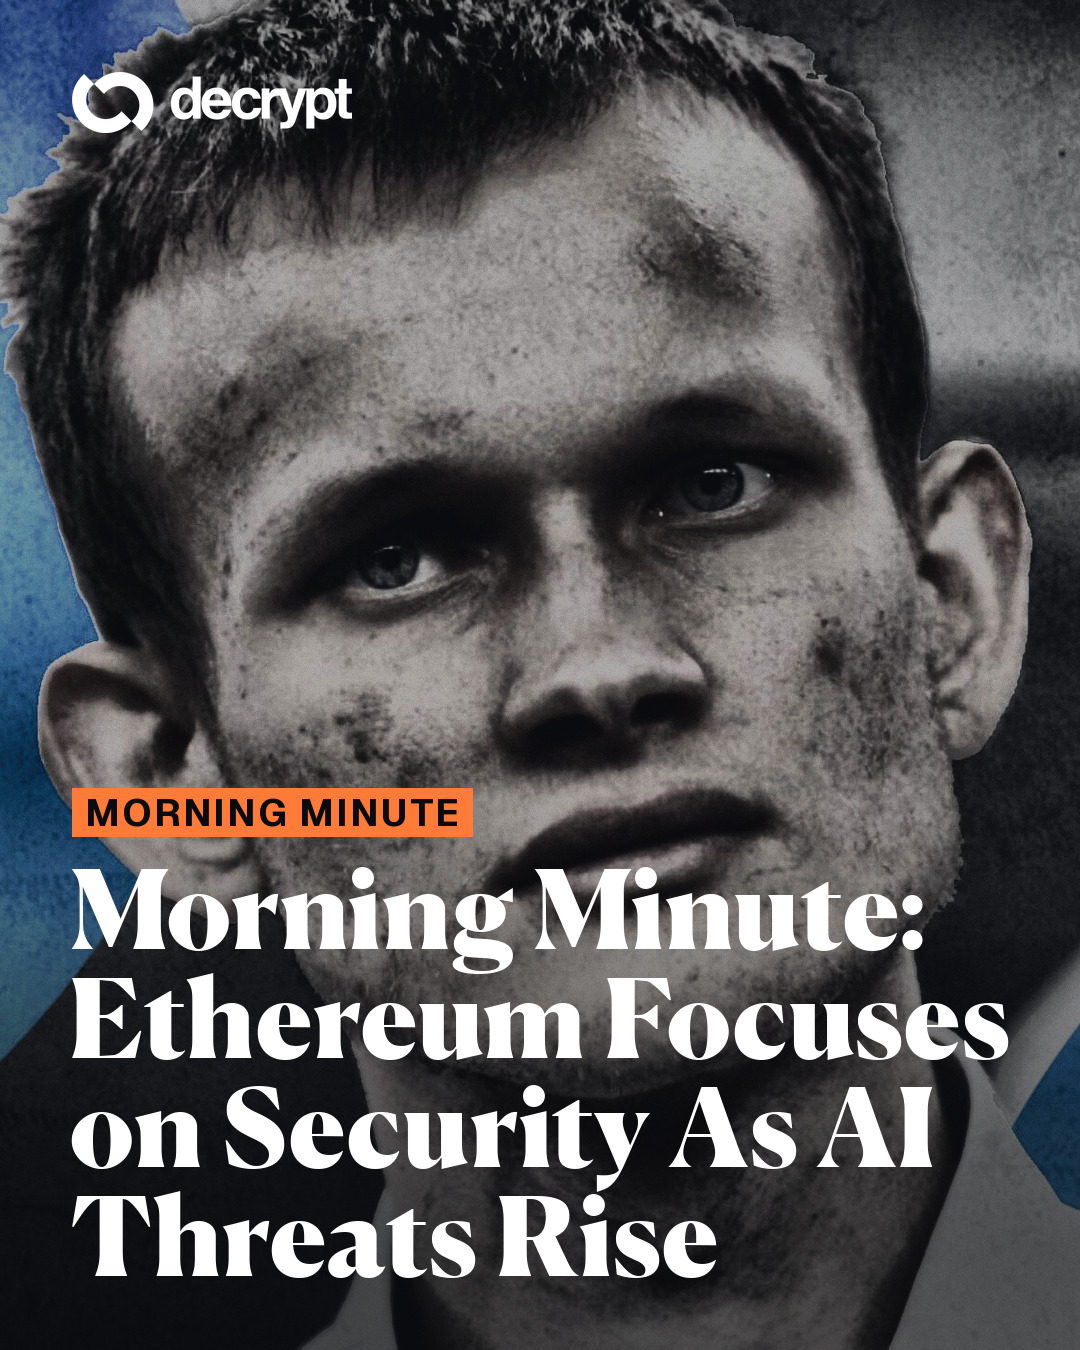 decrypt
MORNING MINUTE
Morning Minute:
Ethereum Focuses
on Security As AI
Threats Rise